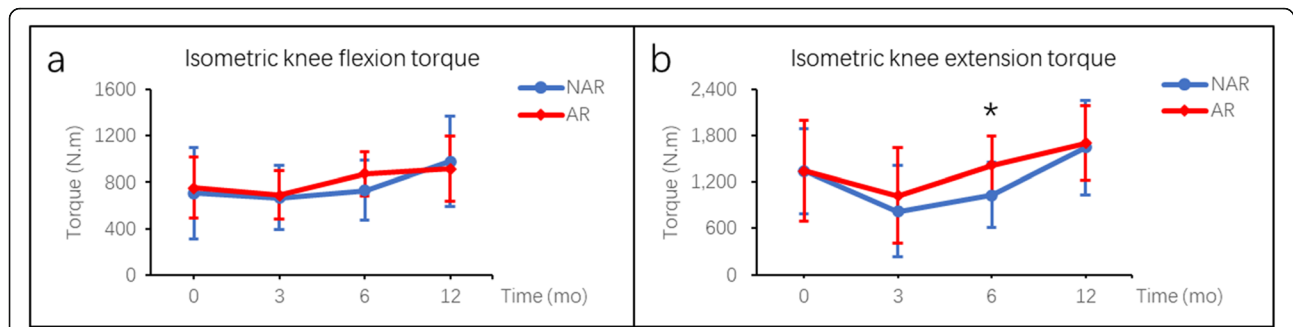 a
Isometric knee flexion torque
NAR
AR
Torque (N.m)
1600
1200
800
400
0
0 3 6 12 Time (mo)
b
Isometric knee extension torque
NAR
AR
*
Torque (N.m)
2,400
1,800
1,200
600
0
0 3 6 12 Time (mo)